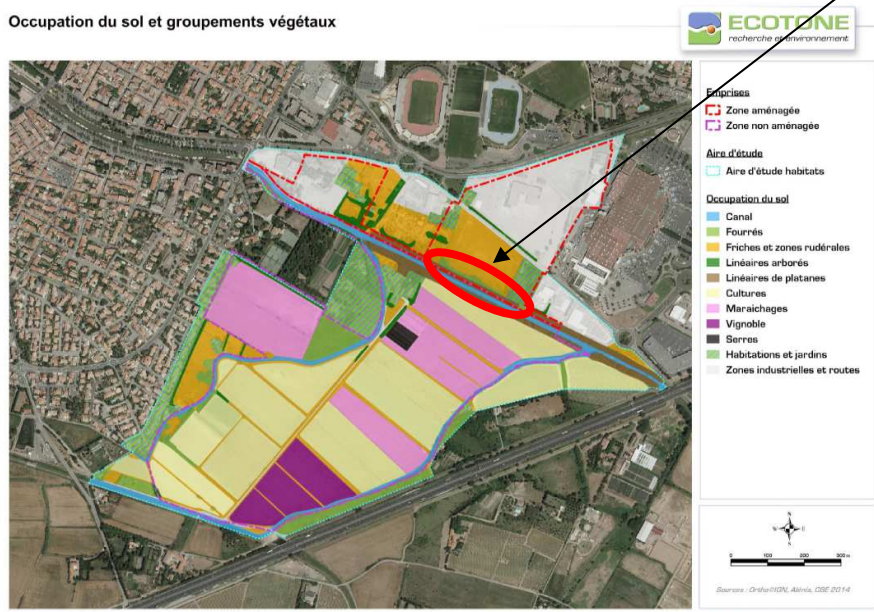 Occupation du sol et groupements végétaux
ECOTONE
recherche et environnement
Emprises
Zone aménagée
Zone non aménagée
Aire d'étude
Aire d'étude habitats
Occupation du sol
Canal
Fourrés
Friches et zones rudérales
Linéaires arborés
Linéaires de platanes
Cultures
Maraichages
Vignoble
Serres
Habitations et jardins
Zones industrielles et routes
N
W E
S
0 100 200 300 m
Sources : Ortho©IGN, Abinia, CBE 2014